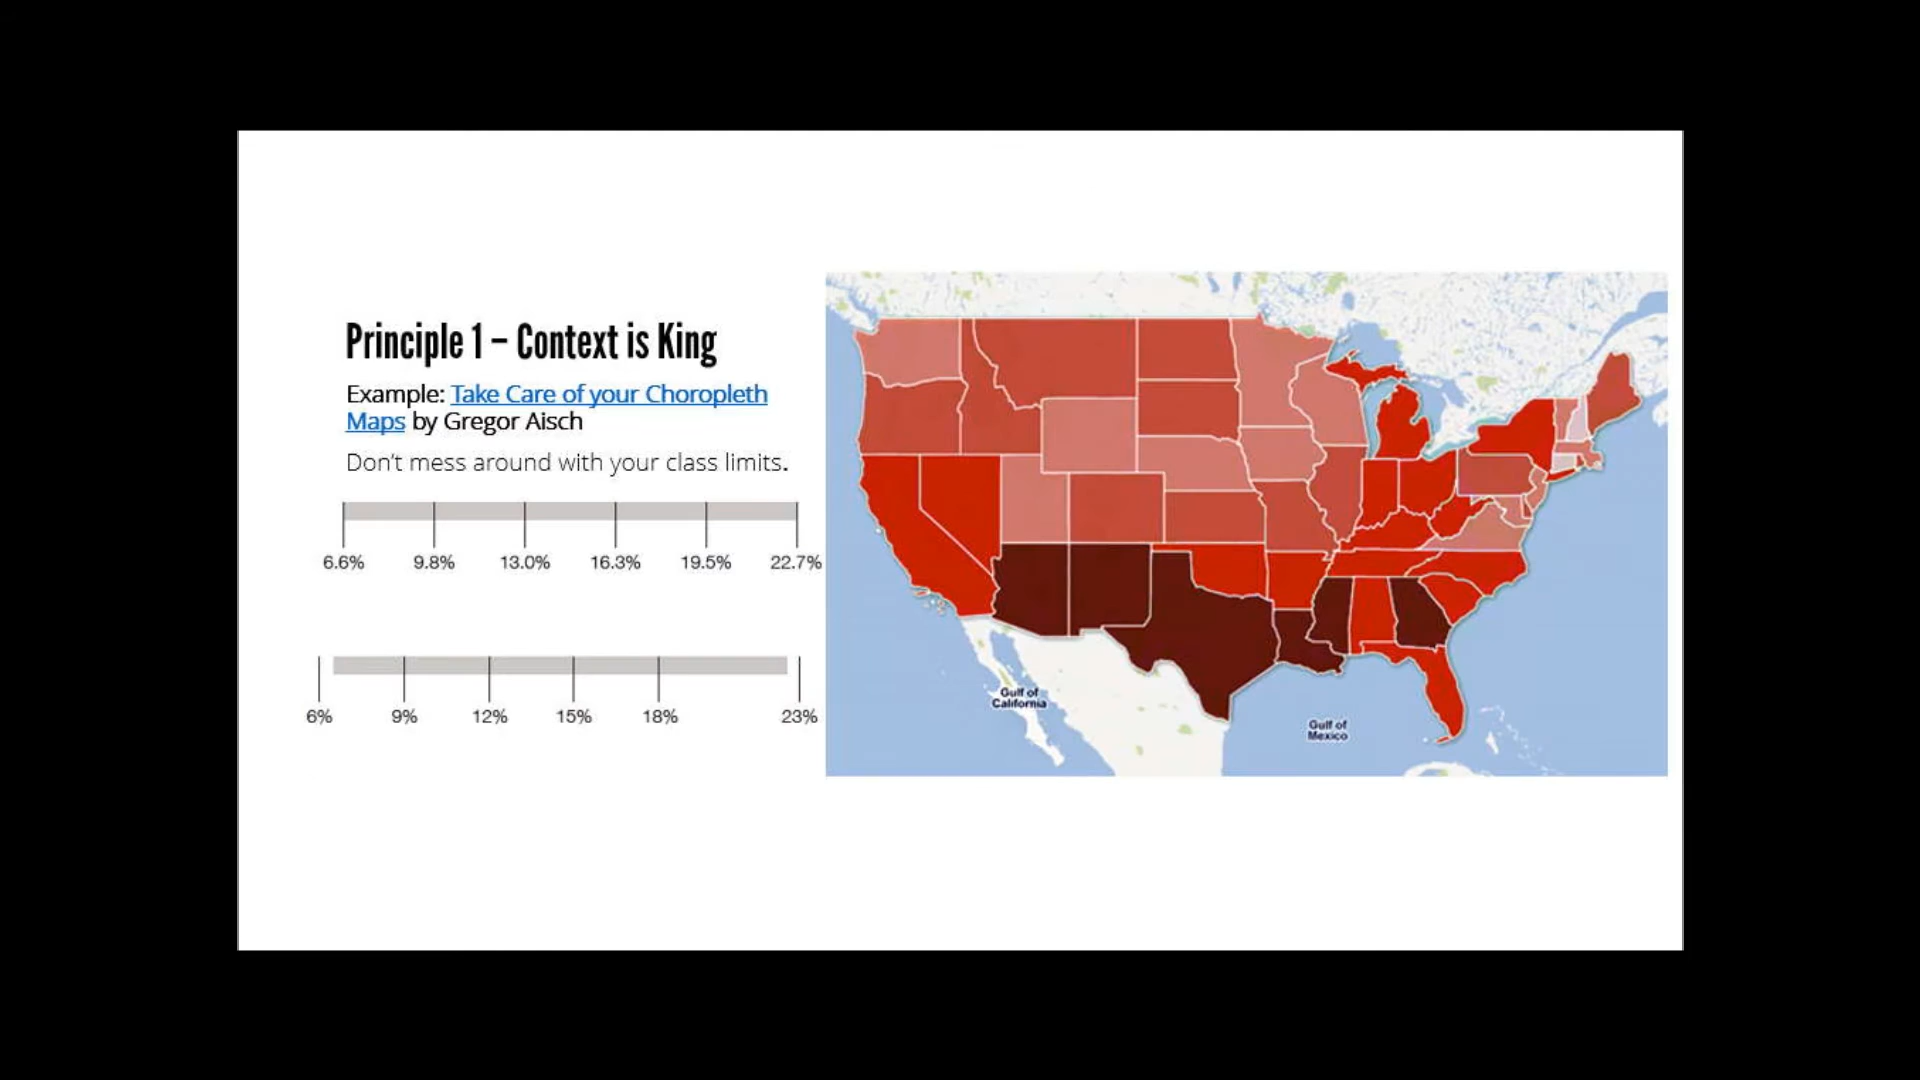 Principle 1 – Context is King
Example: Take Care of your Choropleth
Maps by Gregor Aisch
Don't mess around with your class limits.
6.6% 9.8% 13.0% 16.3% 19.5% 22.7%
6% 9% 12% 15% 18% 23%
Gulf of
California
Gulf of
Mexico